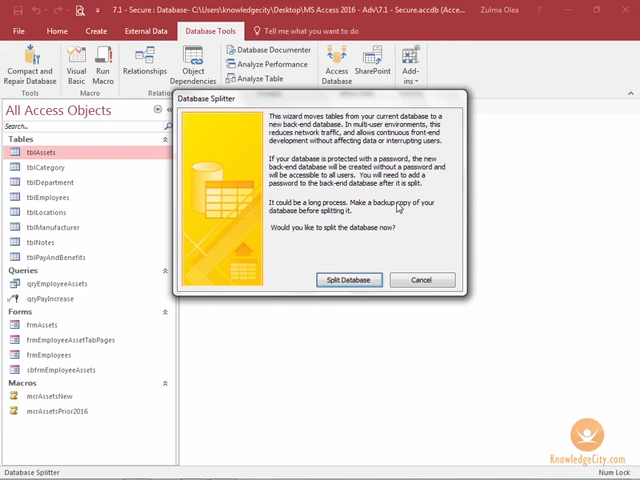 7.1 - Secure : Database- C:\Users\knowledgecity\Desktop\MS Access 2016 - Adv\7.1 - Secure.accdb (Acce...
Zulma Olea
File Home Create External Data Database Tools Tell me what you want to do
Compact and Repair Database
Visual Basic
Run Macro
Relationships
Object Dependencies
Database Documenter
Analyze Performance
Analyze Table
Access Database
SharePoint
Add-ins
Tools
Macro
Relatio
All Access Objects
Search...
Tables
tblAssets
tblCategory
tblDepartment
tblEmployees
tblLocations
tblManufacturer
tblNotes
tblPayAndBenefits
Queries
qryEmployeeAssets
qryPayIncrease
Forms
frmAssets
frmEmployeeAssetTabPages
frmEmployees
sbfrmEmployeeAssets
Macros
mcrAssetsNew
mcrAssetsPrior2016
Database Splitter
This wizard moves tables from your current database to a
new back-end database. In multi-user environments, this
reduces network traffic, and allows continuous front-end
development without affecting data or interrupting users.
If your database is protected with a password, the new
back-end database will be created without a password and
will be accessible to all users. You will need to add a
password to the back-end database after it is split.
It could be a long process. Make a backup copy of your
database before splitting it.
Would you like to split the database now?
Split Database
Cancel
KnowledgeCity.com
Database Splitter
Num Lock